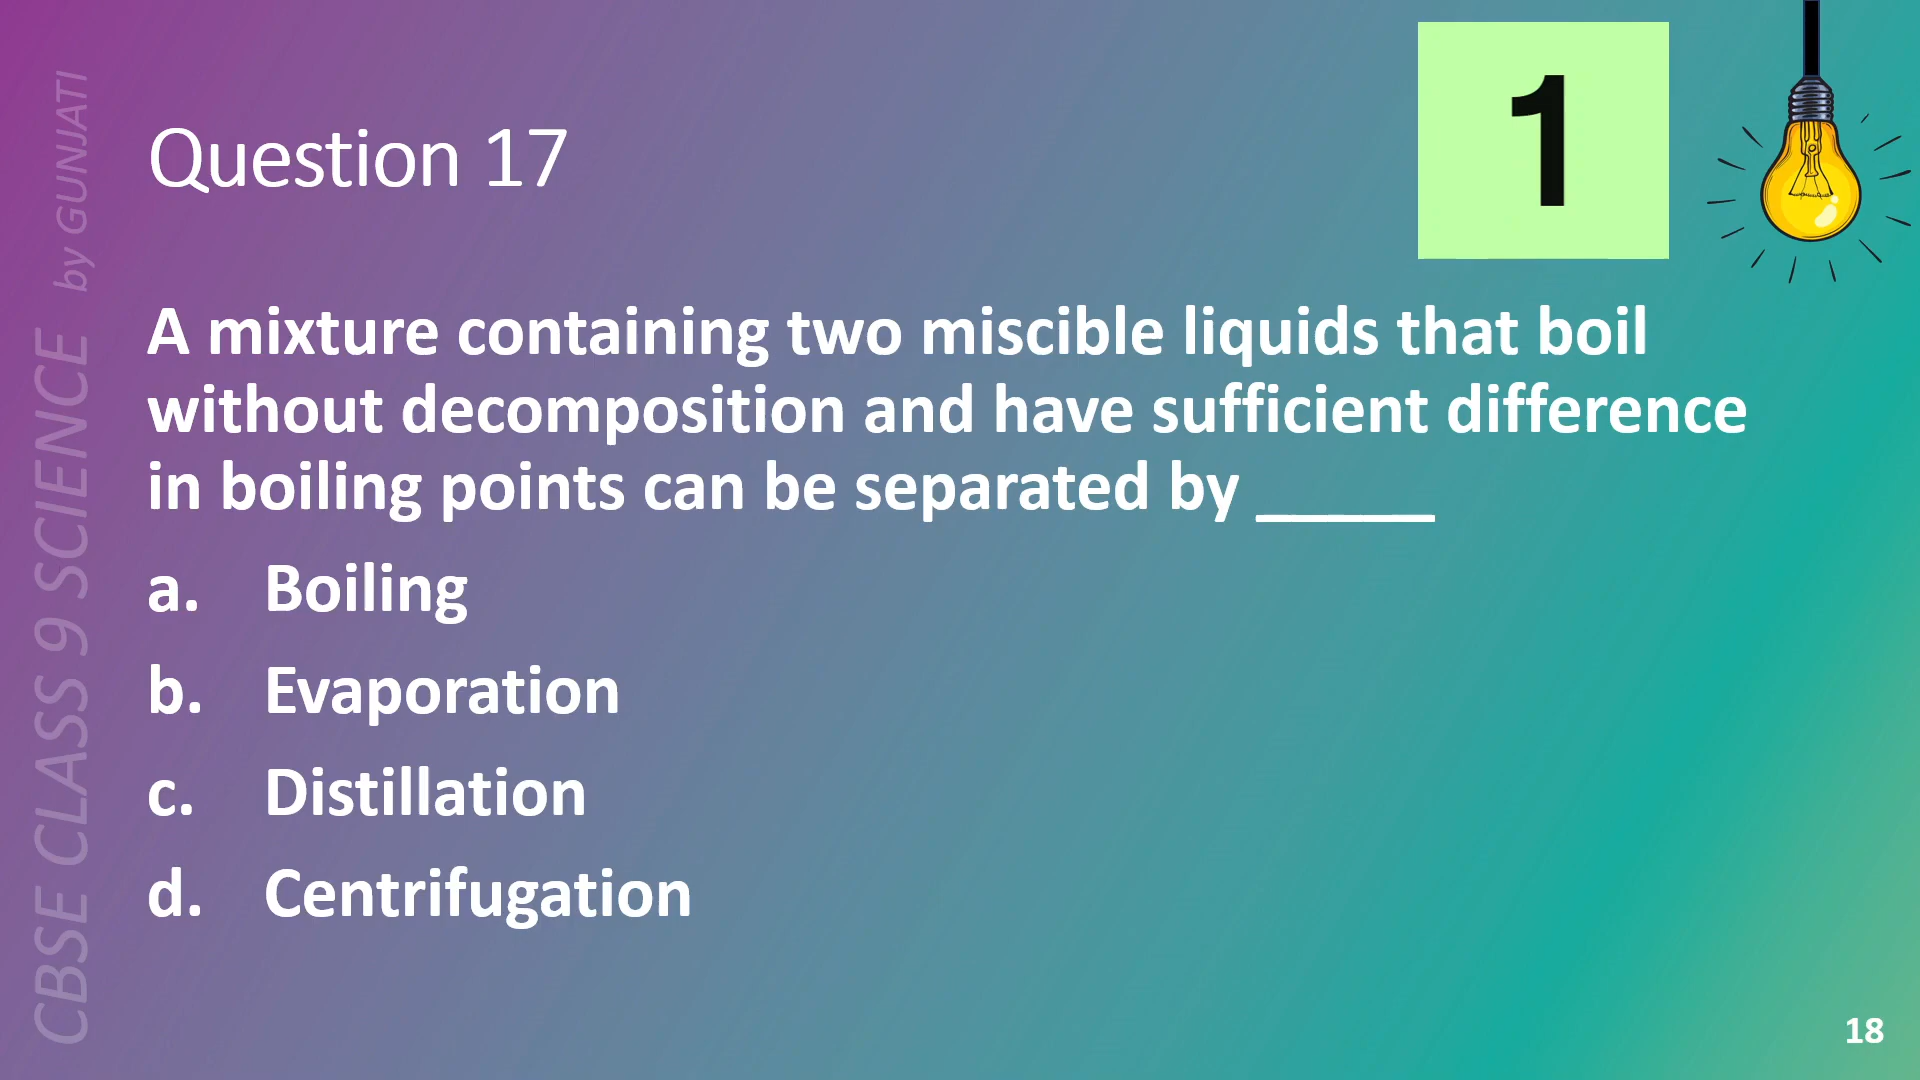 Question 17
1
A mixture containing two miscible liquids that boil
without decomposition and have sufficient difference
in boiling points can be separated by _____
a. Boiling
b. Evaporation
c. Distillation
d. Centrifugation
CBSE CLASS 9 SCIENCE by GUNJATI
18